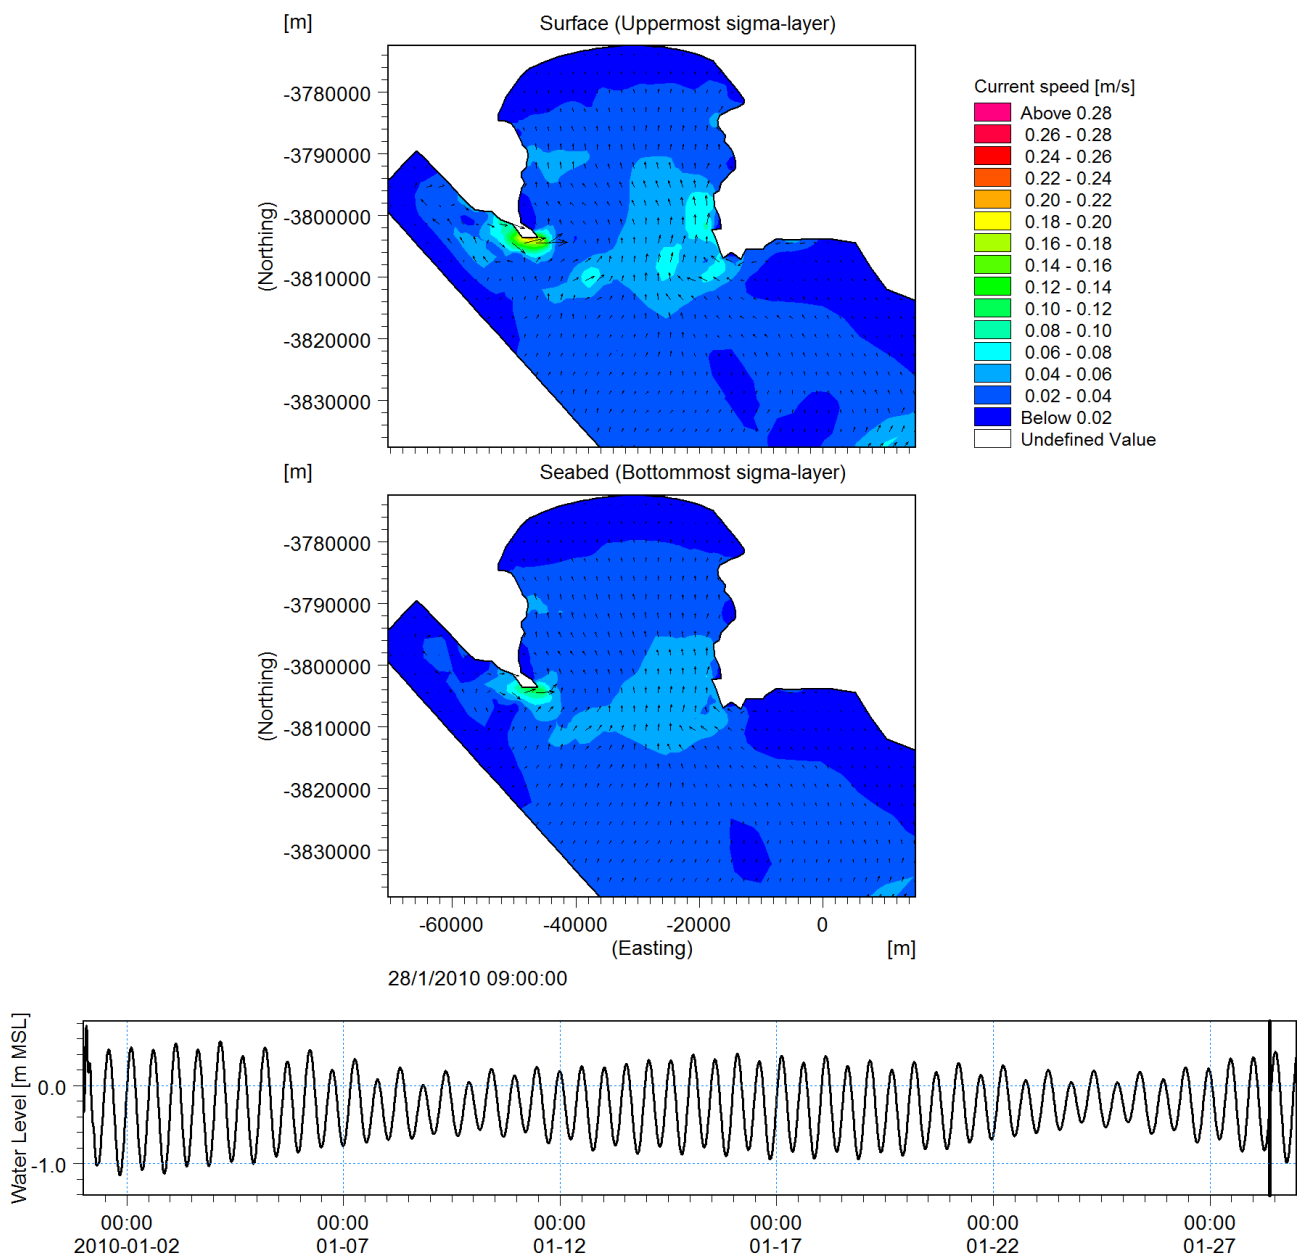 [m]
Surface (Uppermost sigma-layer)
-3780000
-3790000
-3800000
-3810000
-3820000
-3830000
(Northing)
Current speed [m/s]
Above 0.28
0.26 - 0.28
0.24 - 0.26
0.22 - 0.24
0.20 - 0.22
0.18 - 0.20
0.16 - 0.18
0.14 - 0.16
0.12 - 0.14
0.10 - 0.12
0.08 - 0.10
0.06 - 0.08
0.04 - 0.06
0.02 - 0.04
Below 0.02
Undefined Value
[m]
Seabed (Bottommost sigma-layer)
-3780000
-3790000
-3800000
-3810000
-3820000
-3830000
(Northing)
-60000 -40000 -20000 0
(Easting) [m]
28/1/2010 09:00:00
Water Level [m MSL]
0.0
-1.0
00:00 00:00 00:00 00:00 00:00 00:00
2010-01-02 01-07 01-12 01-17 01-22 01-27